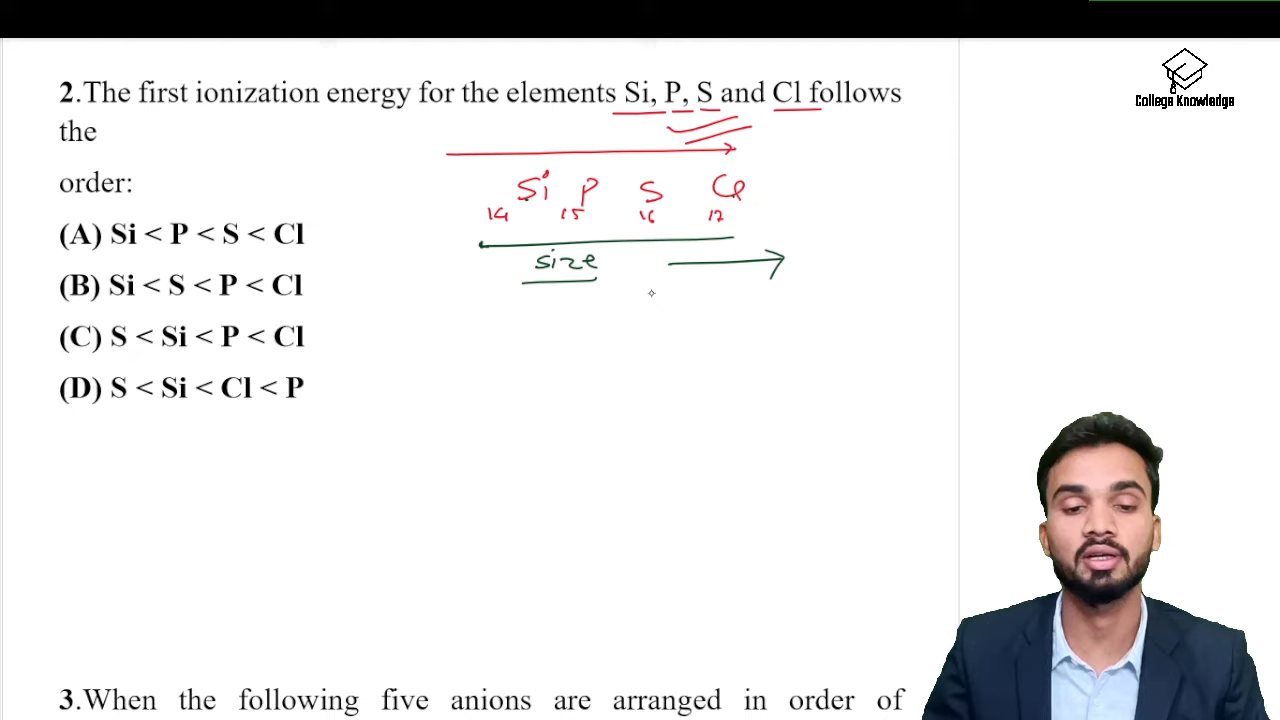 College Knowledge
2.The first ionization energy for the elements Si, P, S and Cl follows
the
order:
Si P S Cl
14 15 16 17
size
(A) Si < P < S < Cl
(B) Si < S < P < Cl
(C) S < Si < P < Cl
(D) S < Si < Cl < P
3.When the following five anions are arranged in order of